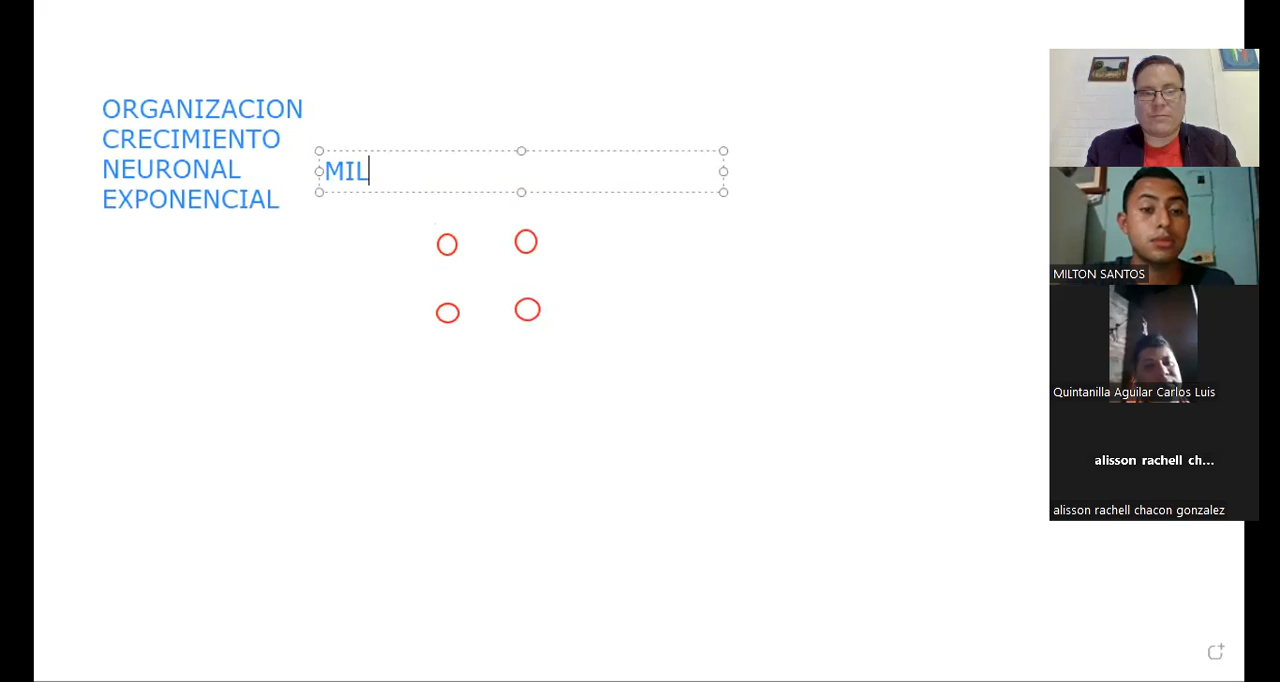 ORGANIZACION
CRECIMIENTO
NEURONAL
EXPONENCIAL
MIL
MILTON SANTOS
Quintanilla Aguilar Carlos Luis
alisson rachell ch...
alisson rachell chacon gonzalez